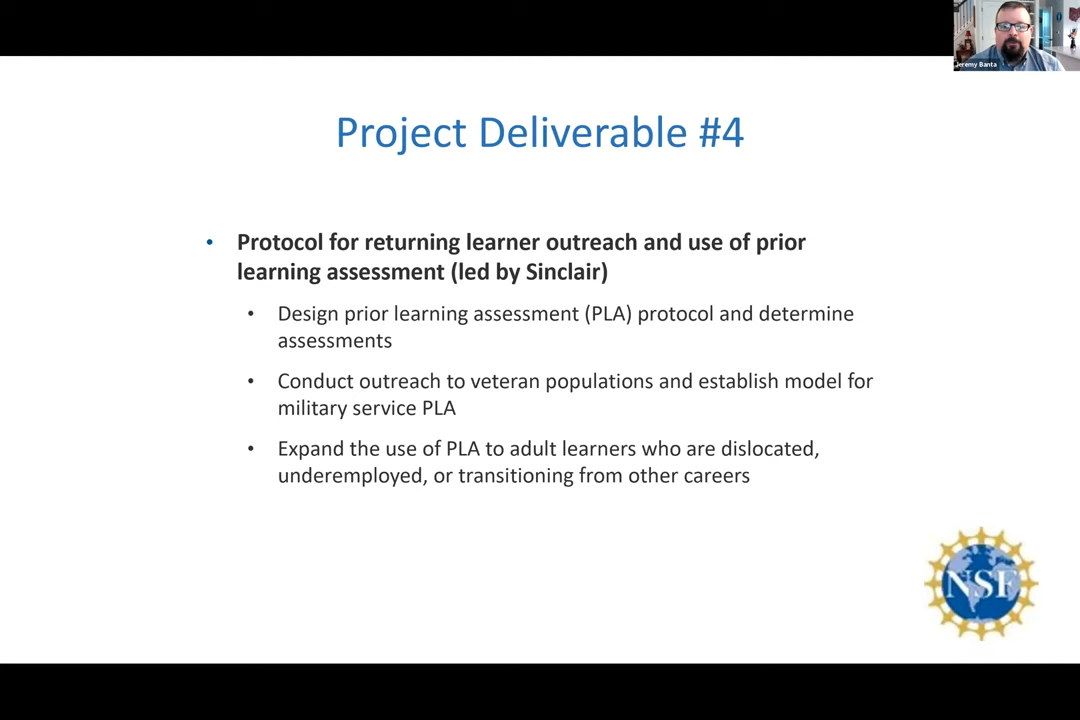 Jeremy Banta
Project Deliverable #4
• Protocol for returning learner outreach and use of prior
learning assessment (led by Sinclair)
• Design prior learning assessment (PLA) protocol and determine
assessments
• Conduct outreach to veteran populations and establish model for
military service PLA
• Expand the use of PLA to adult learners who are dislocated,
underemployed, or transitioning from other careers
NSF